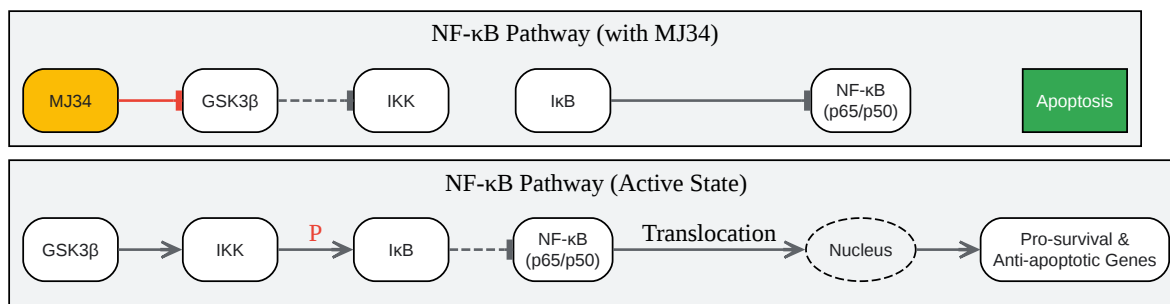 NF-κB Pathway (with MJ34)
MJ34
GSK3β
IKK
IκB
NF-κB
(p65/p50)
Apoptosis
NF-κB Pathway (Active State)
GSK3β
IKK
P
IκB
NF-κB
(p65/p50)
Translocation
Nucleus
Pro-survival &
Anti-apoptotic Genes